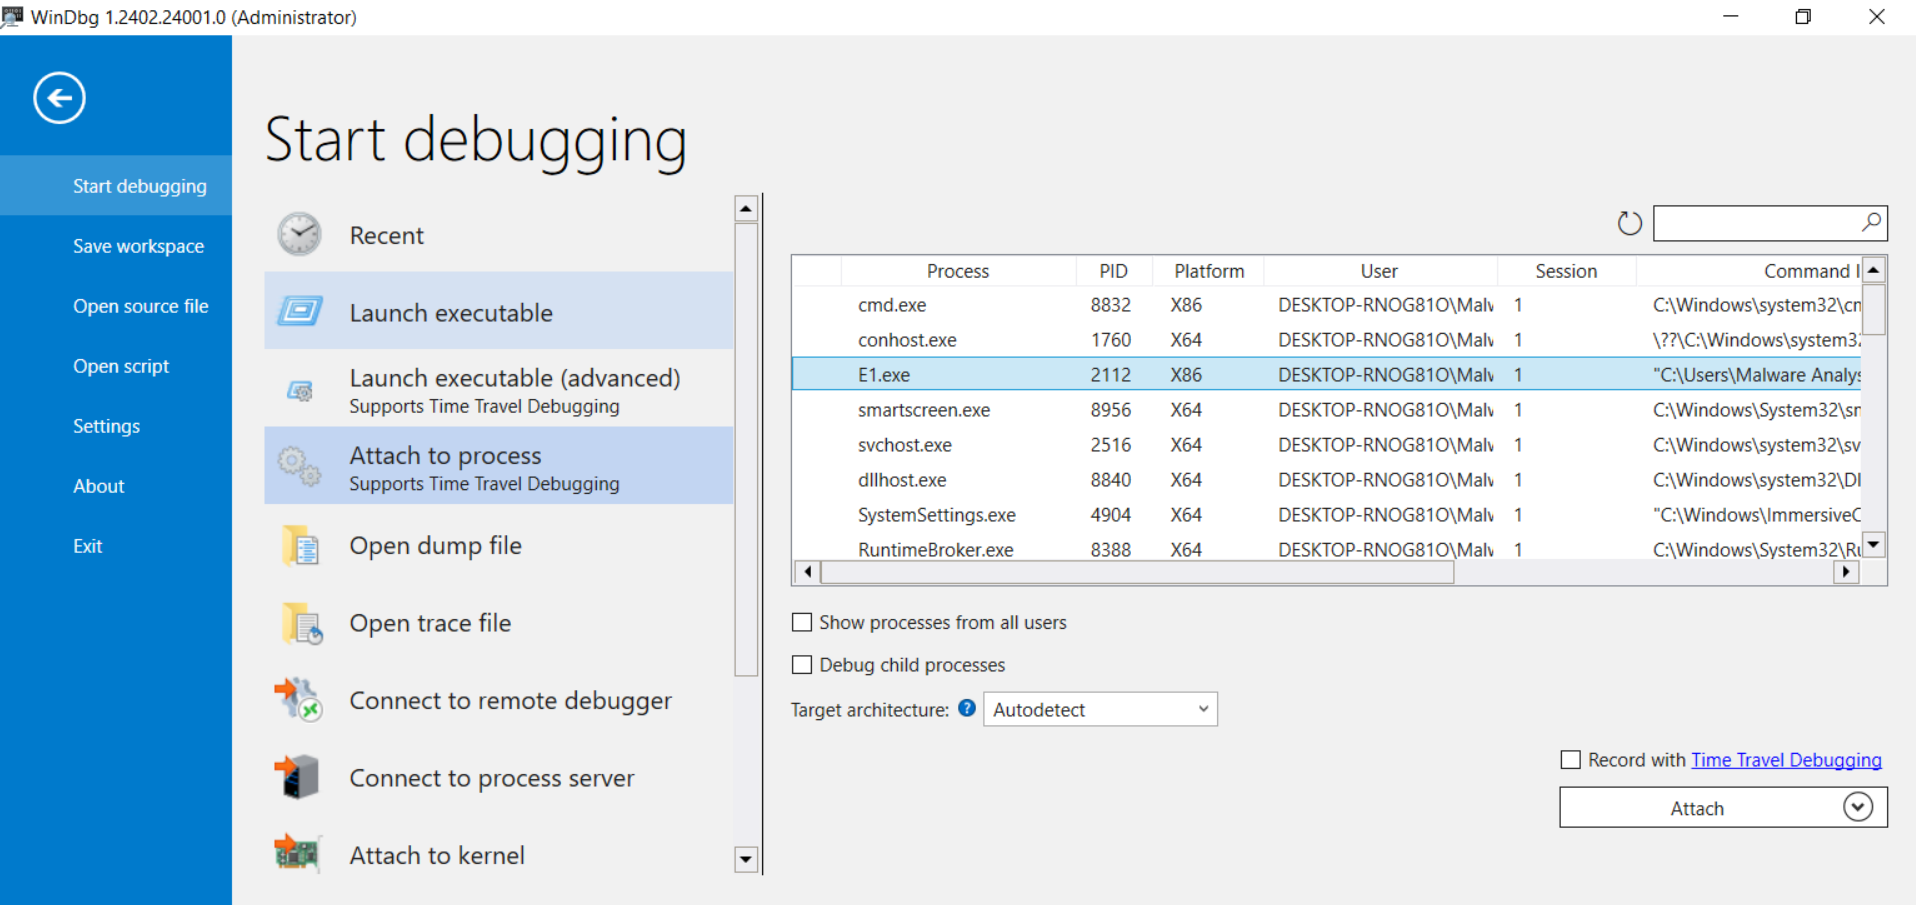 WinDbg 1.2402.24001.0 (Administrator)
Start debugging
Save workspace
Open source file
Open script
Settings
About
Exit
Start debugging
Recent
Launch executable
Launch executable (advanced)
Supports Time Travel Debugging
Attach to process
Supports Time Travel Debugging
Open dump file
Open trace file
Connect to remote debugger
Connect to process server
Attach to kernel
Process PID Platform User Session Command l
cmd.exe 8832 X86 DESKTOP-RNOG81O\Malv 1 C:\Windows\system32\cm
conhost.exe 1760 X64 DESKTOP-RNOG81O\Malv 1 \??\C:\Windows\system32
E1.exe 2112 X86 DESKTOP-RNOG81O\Malv 1 "C:\Users\Malware Analys
smartscreen.exe 8956 X64 DESKTOP-RNOG81O\Malv 1 C:\Windows\System32\sm
svchost.exe 2516 X64 DESKTOP-RNOG81O\Malv 1 C:\Windows\system32\sv
dllhost.exe 8840 X64 DESKTOP-RNOG81O\Malv 1 C:\Windows\system32\Dl
SystemSettings.exe 4904 X64 DESKTOP-RNOG81O\Malv 1 "C:\Windows\ImmersiveC
RuntimeBroker.exe 8388 X64 DESKTOP-RNOG81O\Malv 1 C:\Windows\System32\Ru
Show processes from all users
Debug child processes
Target architecture: ? Autodetect
Record with Time Travel Debugging
Attach